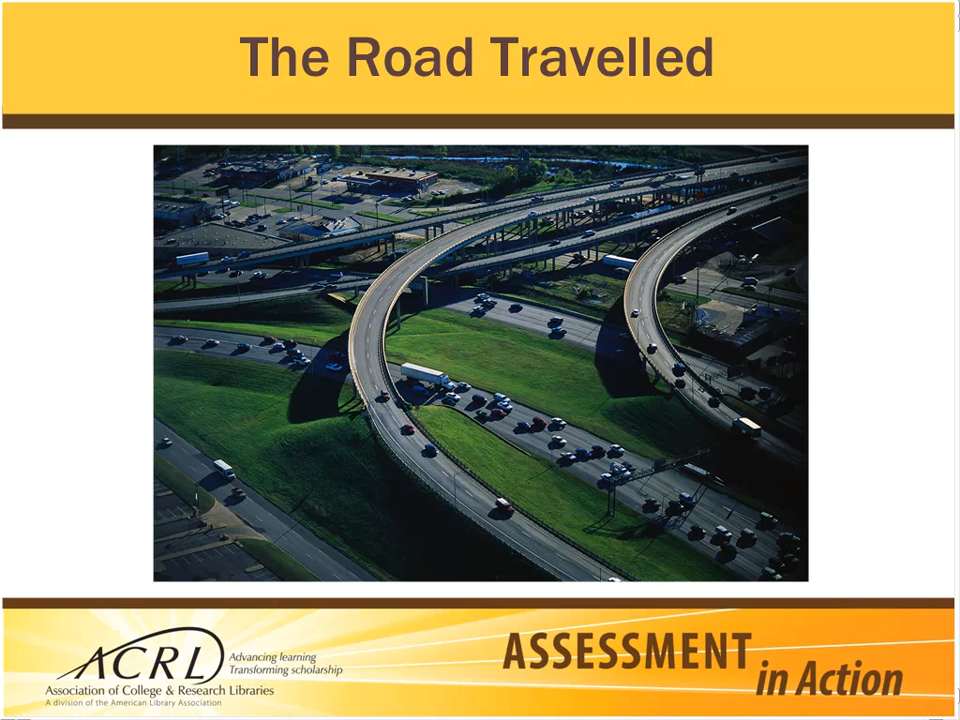 The Road Travelled
ACRL
Advancing learning
Transforming scholarship
Association of College & Research Libraries
A division of the American Library Association
ASSESSMENT
in Action